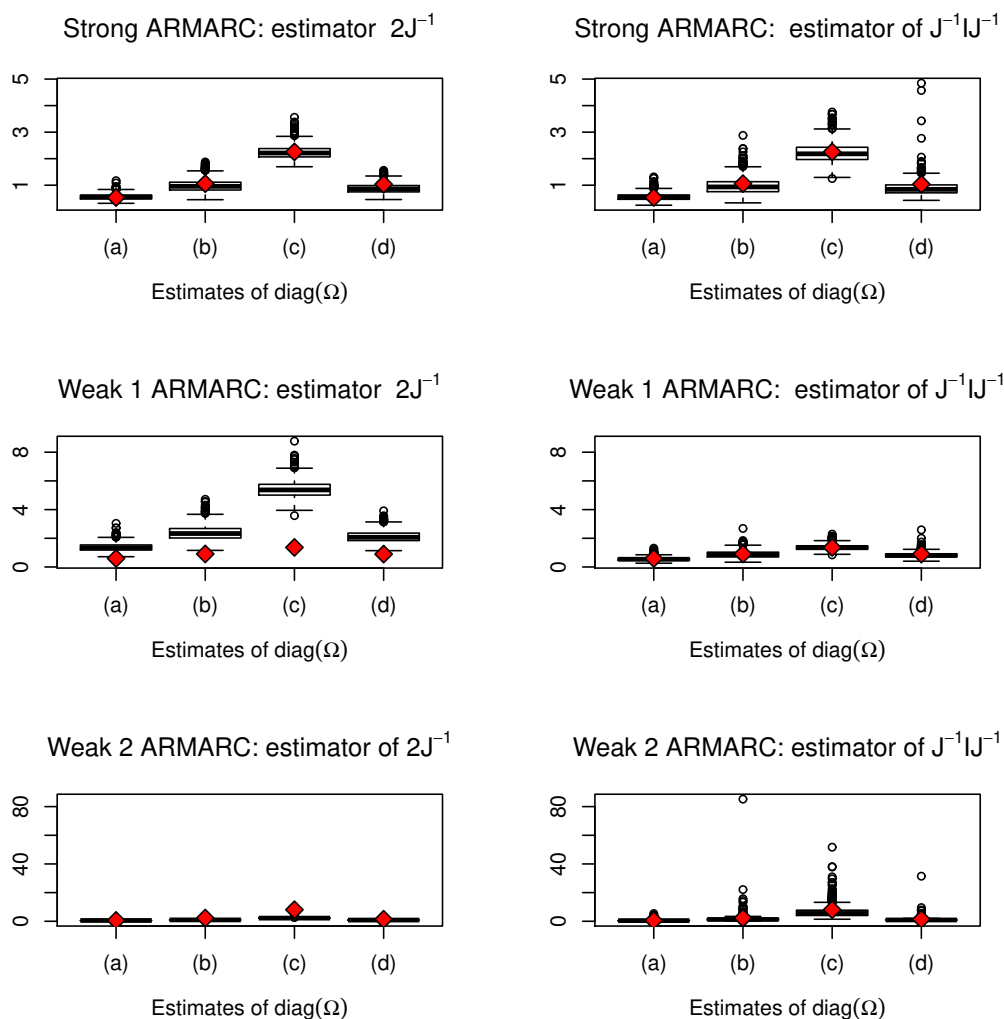 Strong ARMARC: estimator 2J⁻¹
5
3
1
(a) (b) (c) (d)
Estimates of diag(Ω)
Strong ARMARC: estimator of J⁻¹IJ⁻¹
5
3
1
(a) (b) (c) (d)
Estimates of diag(Ω)
Weak 1 ARMARC: estimator 2J⁻¹
8
4
0
(a) (b) (c) (d)
Estimates of diag(Ω)
Weak 1 ARMARC: estimator of J⁻¹IJ⁻¹
8
4
0
(a) (b) (c) (d)
Estimates of diag(Ω)
Weak 2 ARMARC: estimator of 2J⁻¹
80
40
0
(a) (b) (c) (d)
Estimates of diag(Ω)
Weak 2 ARMARC: estimator of J⁻¹IJ⁻¹
80
40
0
(a) (b) (c) (d)
Estimates of diag(Ω)